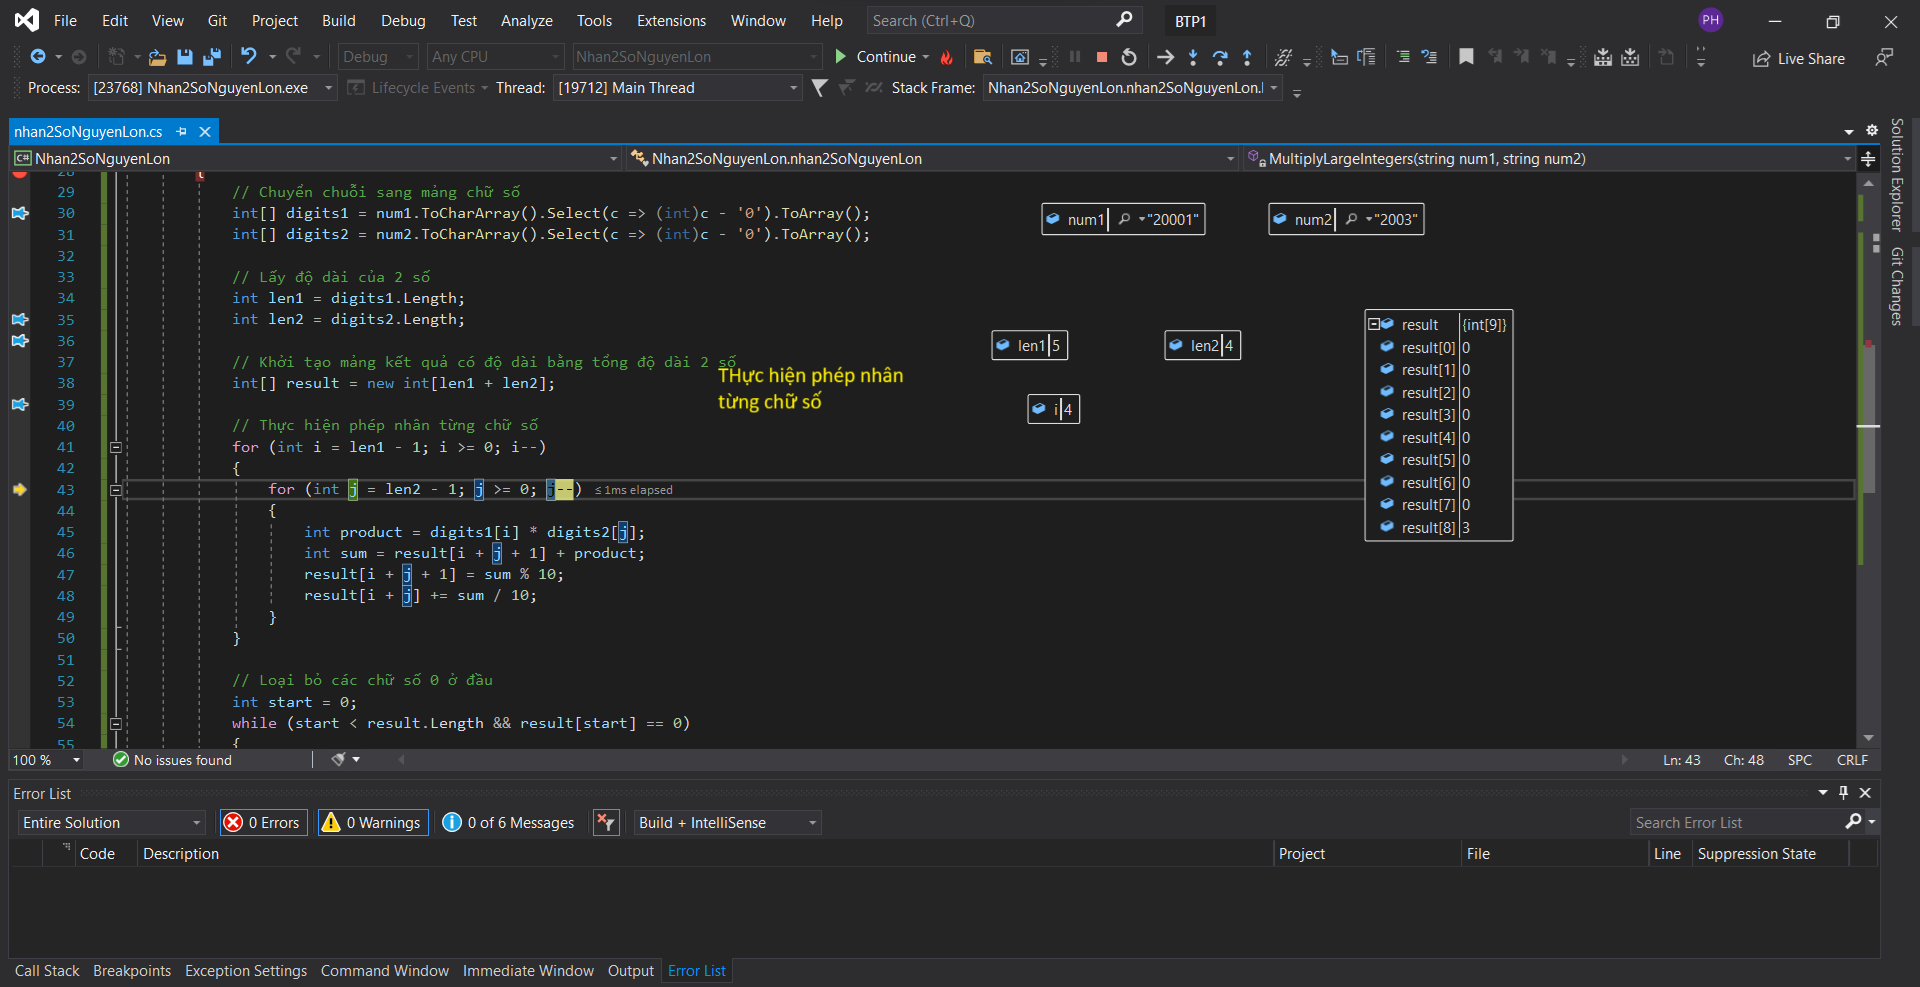 File Edit View Git Project Build Debug Test Analyze Tools Extensions Window Help Search (Ctrl+Q) BTP1 PH
Debug Any CPU Nhan2SoNguyenLon Continue Live Share
Process: [23768] Nhan2SoNguyenLon.exe Lifecycle Events Thread: [19712] Main Thread Stack Frame: Nhan2SoNguyenLon.nhan2SoNguyenLon.
nhan2SoNguyenLon.cs
C# Nhan2SoNguyenLon Nhan2SoNguyenLon.nhan2SoNguyenLon MultiplyLargeIntegers(string num1, string num2)
28 {
29 // Chuyển chuỗi sang mảng chữ số
30 int[] digits1 = num1.ToCharArray().Select(c => (int)c - '0').ToArray();
31 int[] digits2 = num2.ToCharArray().Select(c => (int)c - '0').ToArray();
32
33 // Lấy độ dài của 2 số
34 int len1 = digits1.Length;
35 int len2 = digits2.Length;
36
37 // Khởi tạo mảng kết quả có độ dài bằng tổng độ dài 2 số
38 int[] result = new int[len1 + len2];
39
40 // Thực hiện phép nhân từng chữ số
41 for (int i = len1 - 1; i >= 0; i--)
42 {
43 for (int j = len2 - 1; j >= 0; j--) ≤ 1ms elapsed
44 {
45 int product = digits1[i] * digits2[j];
46 int sum = result[i + j + 1] + product;
47 result[i + j + 1] = sum % 10;
48 result[i + j] += sum / 10;
49 }
50 }
51
52 // Loại bỏ các chữ số 0 ở đầu
53 int start = 0;
54 while (start < result.Length && result[start] == 0)
55 {
num1 "20001"
num2 "2003"
len1 5
len2 4
THực hiện phép nhân
từng chữ số
i 4
result {int[9]}
result[0] 0
result[1] 0
result[2] 0
result[3] 0
result[4] 0
result[5] 0
result[6] 0
result[7] 0
result[8] 3
Solution Explorer
Git Changes
100 % No issues found Ln: 43 Ch: 48 SPC CRLF
Error List
Entire Solution 0 Errors 0 Warnings 0 of 6 Messages Build + IntelliSense Search Error List
Code Description Project File Line Suppression State
Call Stack Breakpoints Exception Settings Command Window Immediate Window Output Error List